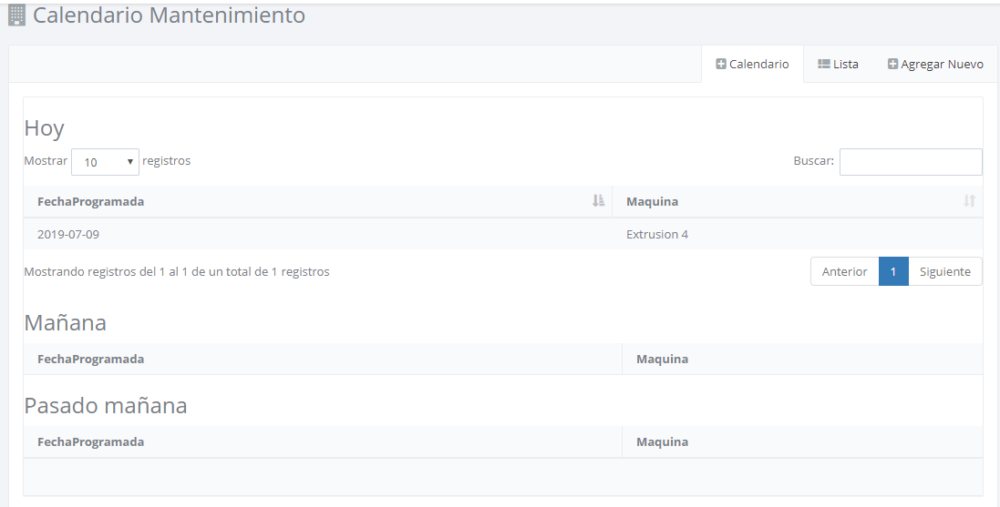 Calendario Mantenimiento
Calendario Lista Agregar Nuevo
Hoy
Mostrar 10 registros Buscar:
FechaProgramada Maquina
2019-07-09 Extrusion 4
Mostrando registros del 1 al 1 de un total de 1 registros Anterior 1 Siguiente
Mañana
FechaProgramada Maquina
Pasado mañana
FechaProgramada Maquina